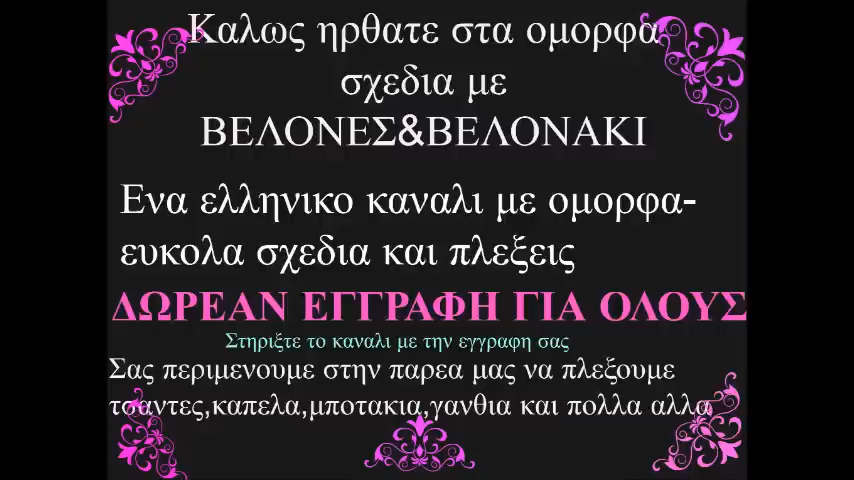 Καλως ηρθατε στα ομορφα
σχεδια με
ΒΕΛΟΝΕΣ&ΒΕΛΟΝΑΚΙ
Ενα ελληνικο καναλι με ομορφα-
ευκολα σχεδια και πλεξεις
ΔΩΡΕΑΝ ΕΓΓΡΑΦΗ ΓΙΑ ΟΛΟΥΣ
Στηριξτε το καναλι με την εγγραφη σας
Σας περιμενουμε στην παρεα μας να πλεξουμε
τσαντες,καπελα,μποτακια,γανθια και πολλα αλλα